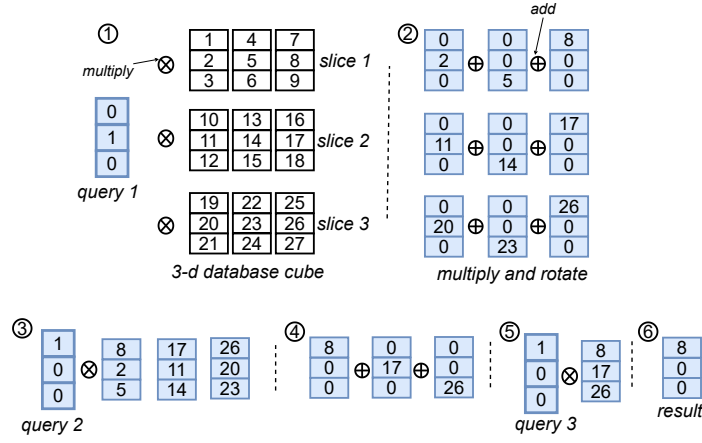 ① ② add
1 4 7 0 0 8
multiply ⊗ 2 5 8 slice 1 2 ⊕ 0 ⊕ 0
3 6 9 0 5 0
0
1
0
query 1
10 13 16 0 0 17
⊗ 11 14 17 slice 2 11 ⊕ 0 ⊕ 0
12 15 18 0 14 0
19 22 25 0 0 26
⊗ 20 23 26 slice 3 20 ⊕ 0 ⊕ 0
21 24 27 0 23 0
3-d database cube multiply and rotate
③ ④ ⑤ ⑥
1 8 17 26 8 0 0 1 8 8
0 ⊗ 2 11 20 0 ⊕ 17 ⊕ 0 0 ⊗ 17 0
0 5 14 23 0 0 26 0 26 0
query 2 query 3 result